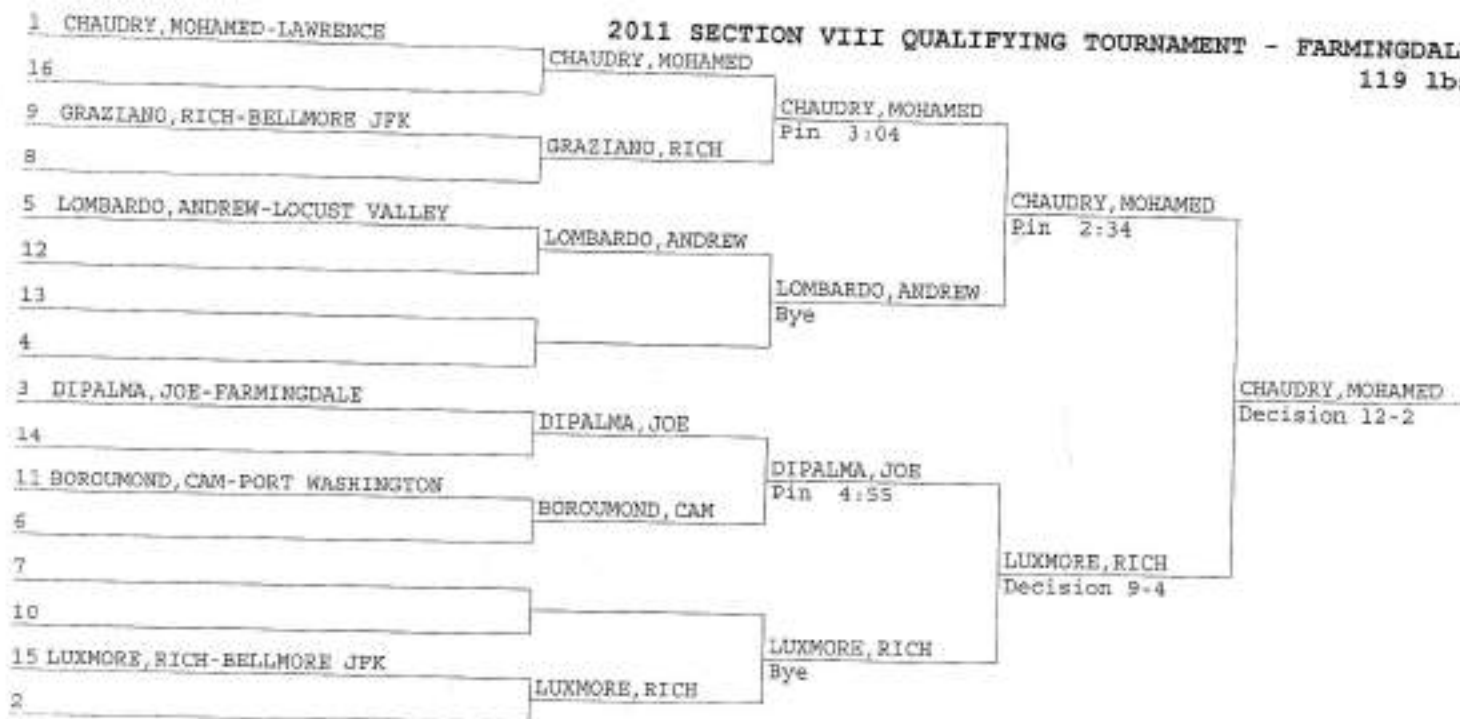 2011 SECTION VIII QUALIFYING TOURNAMENT - FARMINGDAL
119 lbs
1 CHAUDRY,MOHAMED-LAWRENCE
16
9 GRAZIANO,RICH-BELLMORE JFK
8
5 LOMBARDO,ANDREW-LOCUST VALLEY
12
13
4
3 DIPALMA,JOE-FARMINGDALE
14
11 BOROUMOND,CAM-PORT WASHINGTON
6
7
10
15 LUXMORE,RICH-BELLMORE JFK
2
CHAUDRY,MOHAMED
GRAZIANO,RICH
LOMBARDO,ANDREW
DIPALMA,JOE
BOROUMOND,CAM
LUXMORE,RICH
CHAUDRY,MOHAMED
Pin 3:04
LOMBARDO,ANDREW
Bye
DIPALMA,JOE
Pin 4:55
LUXMORE,RICH
Bye
CHAUDRY,MOHAMED
Pin 2:34
LUXMORE,RICH
Decision 9-4
CHAUDRY,MOHAMED
Decision 12-2